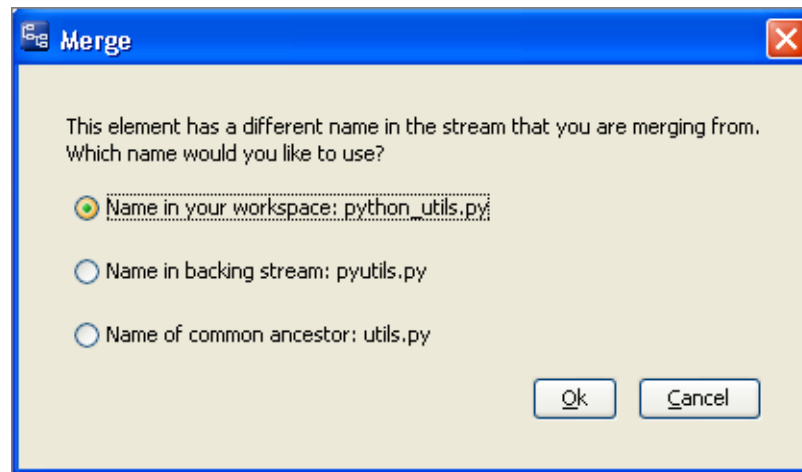 Merge
This element has a different name in the stream that you are merging from.
Which name would you like to use?
Name in your workspace: python_utils.py
Name in backing stream: pyutils.py
Name of common ancestor: utils.py
Ok Cancel